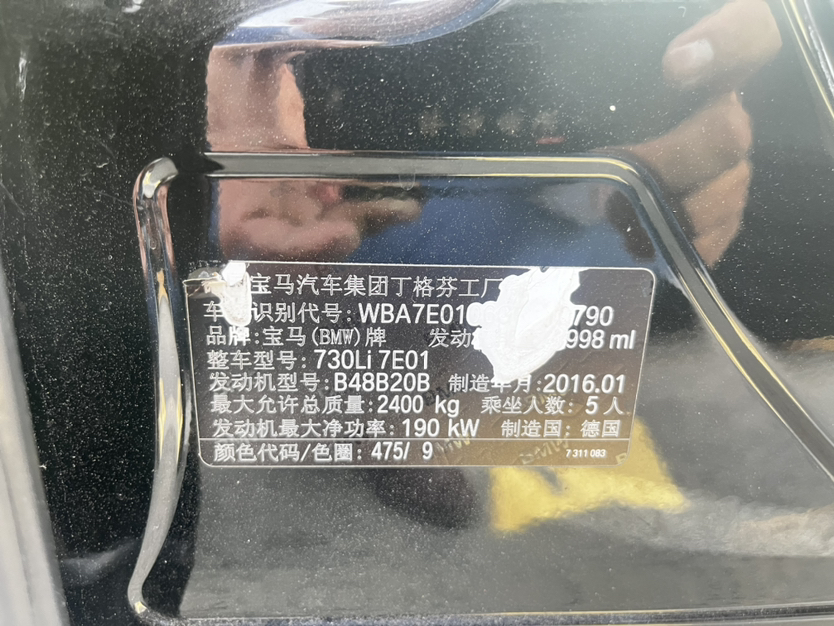 宝马汽车集团丁格芬工厂
车 识别代号: WBA7E01 790
品牌:宝马(BMW)牌 发动 998 ml
整车型号: 730Li 7E01
发动机型号: B48B20B 制造年月: 2016.01
最大允许总质量: 2400 kg 乘坐人数: 5 人
发动机最大净功率: 190 kW 制造国: 德国
颜色代码/色圈: 475/ 9 7 311 083